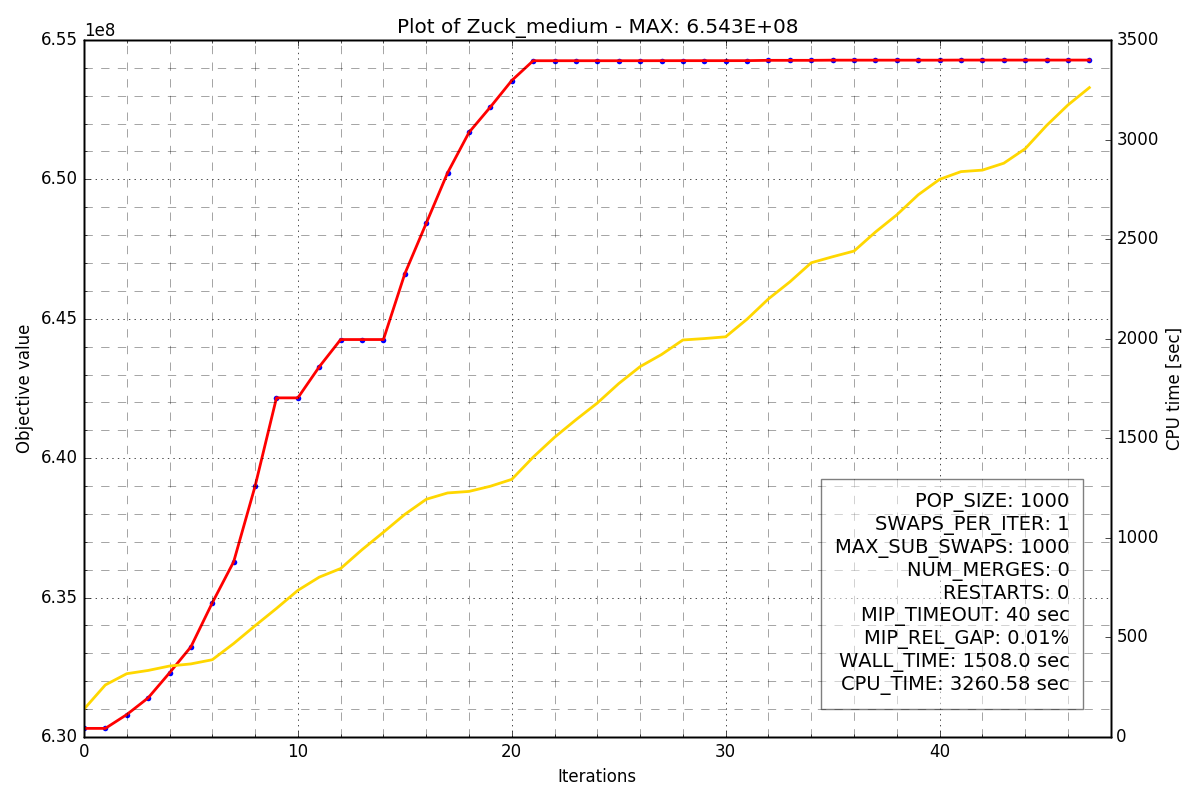 Plot of Zuck_medium - MAX: 6.543E+08
1e8
6.55
6.50
6.45
6.40
6.35
6.30
Objective value
3500
3000
2500
2000
1500
1000
500
0
CPU time [sec]
POP_SIZE: 1000
SWAPS_PER_ITER: 1
MAX_SUB_SWAPS: 1000
NUM_MERGES: 0
RESTARTS: 0
MIP_TIMEOUT: 40 sec
MIP_REL_GAP: 0.01%
WALL_TIME: 1508.0 sec
CPU_TIME: 3260.58 sec
0 10 20 30 40
Iterations